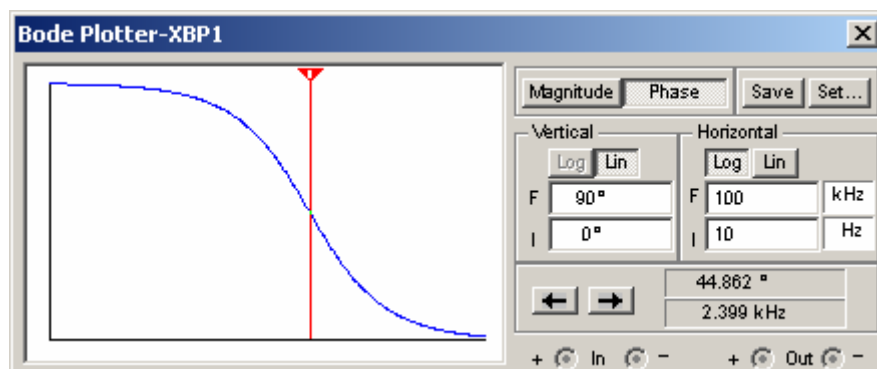 Bode Plotter-XBP1
Magnitude Phase Save Set...
Vertical Horizontal
Log Lin Log Lin
F 90° F 100 kHz
I 0° I 10 Hz
44.862 °
2.399 kHz
+ In - + Out -